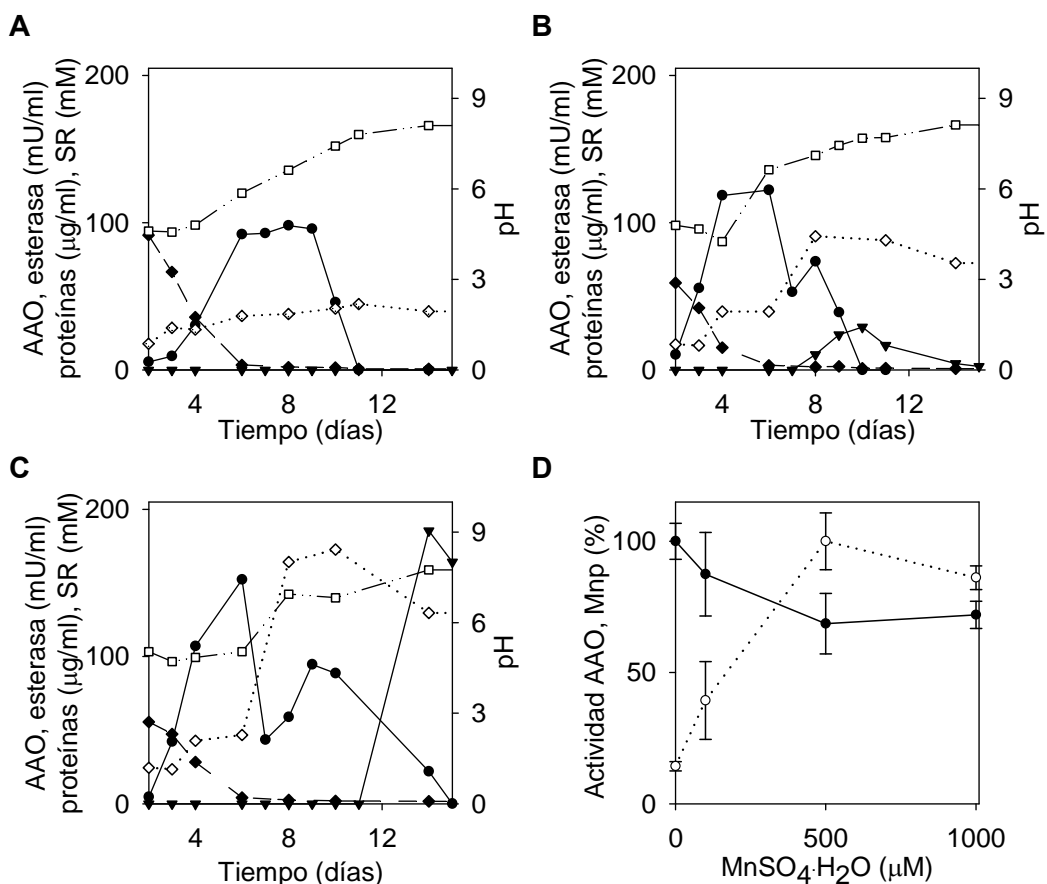 A
AAO, esterasa (mU/ml)
proteínas (µg/ml), SR (mM)
200
100
0
4
8
12
Tiempo (días)
9
6
3
0
pH
B
AAO, esterasa (mU/ml)
proteínas (µg/ml), SR (mM)
200
100
0
4
8
12
Tiempo (días)
9
6
3
0
pH
C
AAO, esterasa (mU/ml)
proteínas (µg/ml), SR (mM)
200
100
0
4
8
12
Tiempo (días)
9
6
3
0
pH
D
Actividad AAO, Mnp (%)
100
50
0
0
500
1000
MnSO4·H2O (µM)